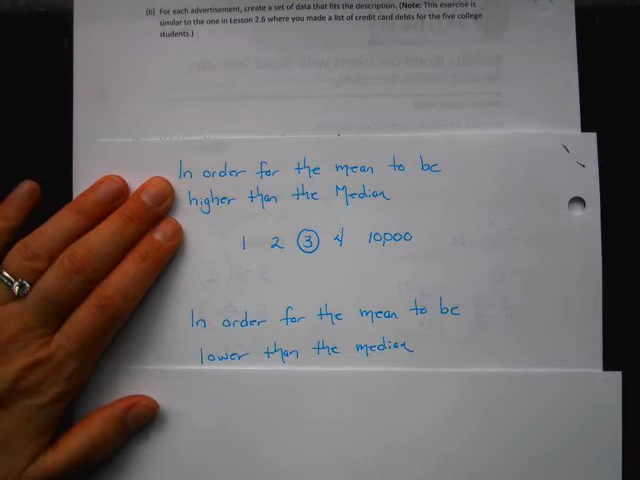 (b) For each advertisement, create a set of data that fits the description. (Note: This exercise is
similar to the one in Lesson 2.6 where you made a list of credit card debts for the five college
students.)
In order for the mean to be
higher than the Median
1 2 3 4 10,000
In order for the mean to be
lower than the median